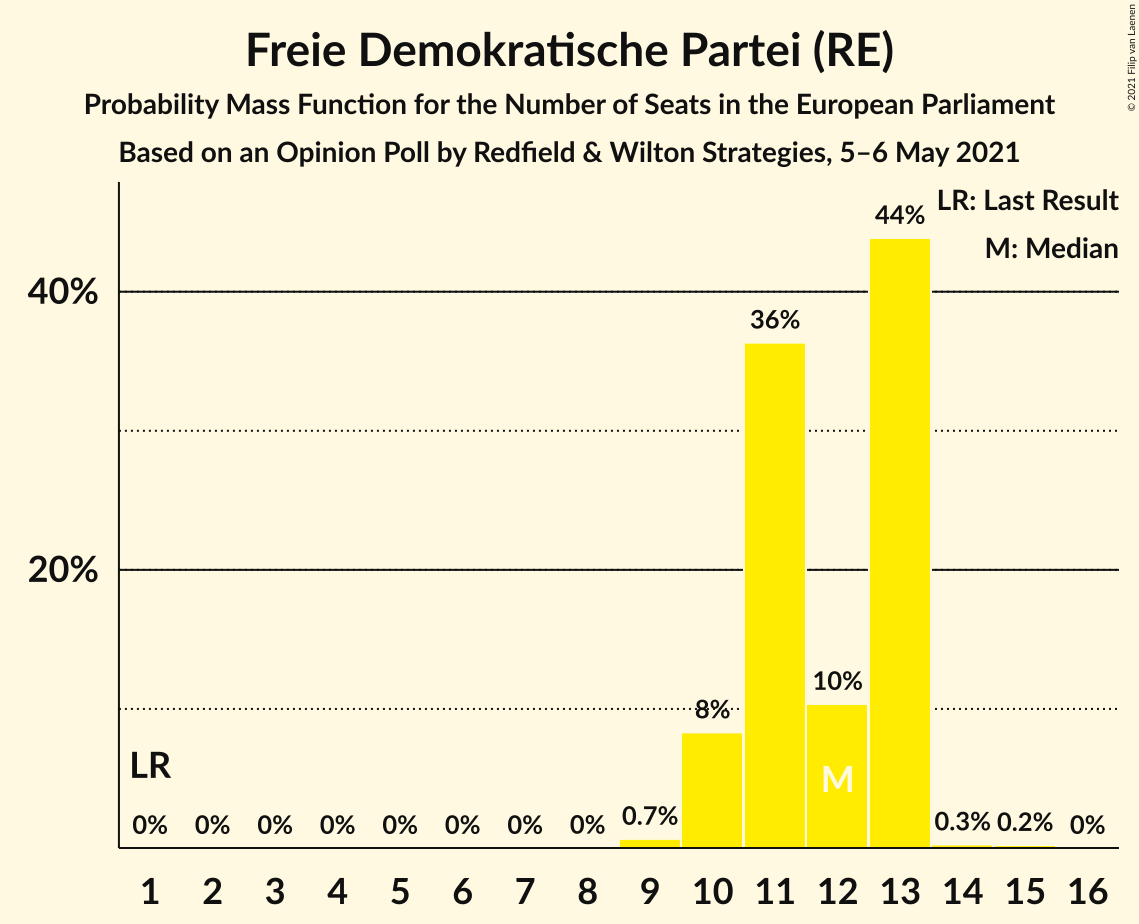 Freie Demokratische Partei (RE)
Probability Mass Function for the Number of Seats in the European Parliament
Based on an Opinion Poll by Redfield & Wilton Strategies, 5–6 May 2021
© 2021 Filip van Laenen
LR: Last Result
M: Median
44%
40%
36%
20%
10%
8%
M
LR
0% 0% 0% 0% 0% 0% 0% 0% 0.7% 0.3% 0.2% 0%
1 2 3 4 5 6 7 8 9 10 11 12 13 14 15 16